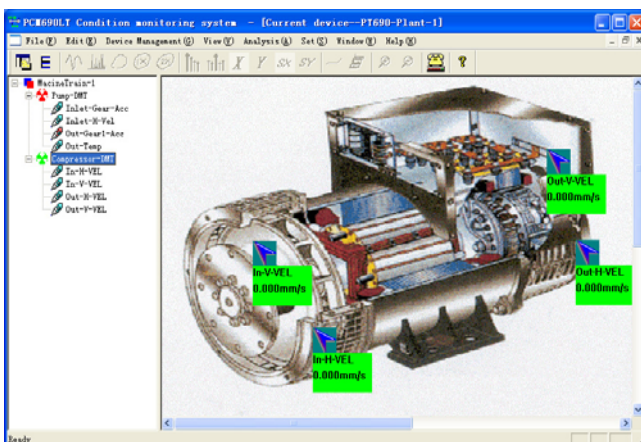 PCM690LT Condition monitoring system - [Current device--PT690-Plant-1]
File(F) Edit(E) Device Management(G) View(V) Analysis(A) Set(S) Window(W) Help(H)
E X Y SX SY ?
MacineTrain-1
Pump-DMT
Inlet-Gear-Acc
Inlet-H-Vel
Out-Gear1-Acc
Out-Temp
Compressor-DMT
In-H-VEL
In-V-VEL
Out-H-VEL
Out-V-VEL
Out-V-VEL
0.000mm/s
In-V-VEL
0.000mm/s
Out-H-VEL
0.000mm/s
In-H-VEL
0.000mm/s
Ready